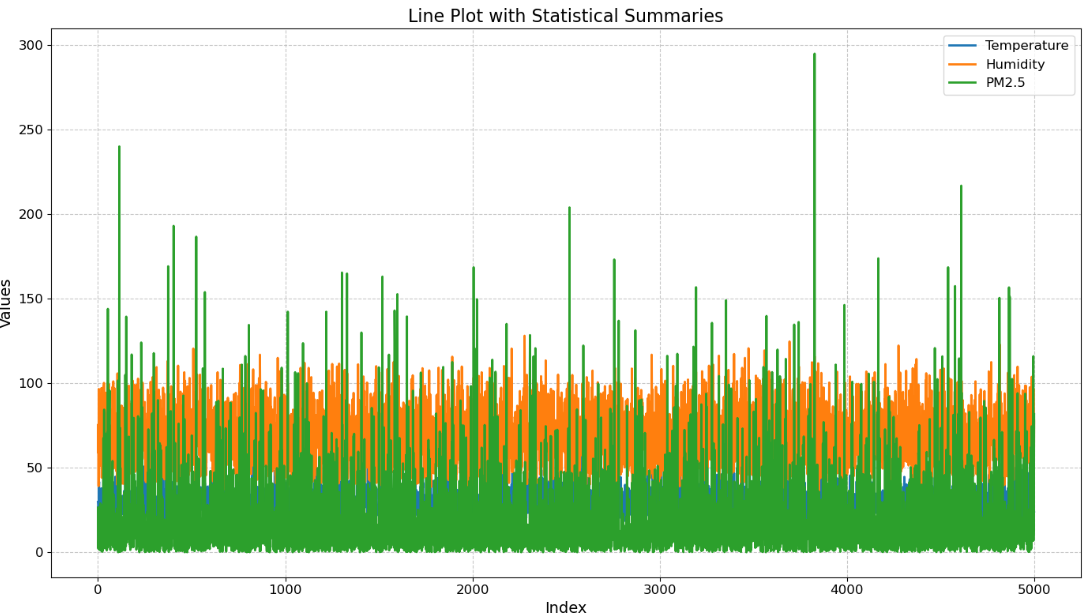 Line Plot with Statistical Summaries
Temperature
Humidity
PM2.5
300
250
200
150
100
50
0
Values
0 1000 2000 3000 4000 5000
Index